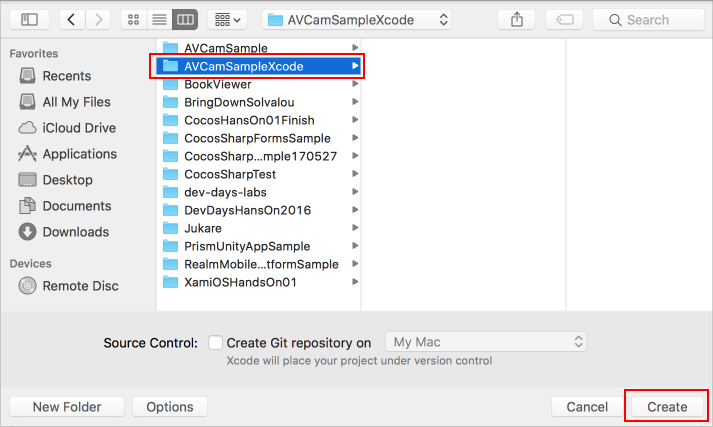 AVCamSampleXcode
Search
Favorites
Recents
All My Files
iCloud Drive
Applications
Desktop
Documents
Downloads
Devices
Remote Disc
AVCamSample
AVCamSampleXcode
BookViewer
BringDownSolvalou
CocosHansOn01Finish
CocosSharpFormsSample
CocosSharp...mple170527
CocosSharpTest
dev-days-labs
DevDaysHansOn2016
Jukare
PrismUnityAppSample
RealmMobile...tformSample
XamiOSHandsOn01
Source Control: Create Git repository on My Mac
Xcode will place your project under version control
New Folder Options Cancel Create